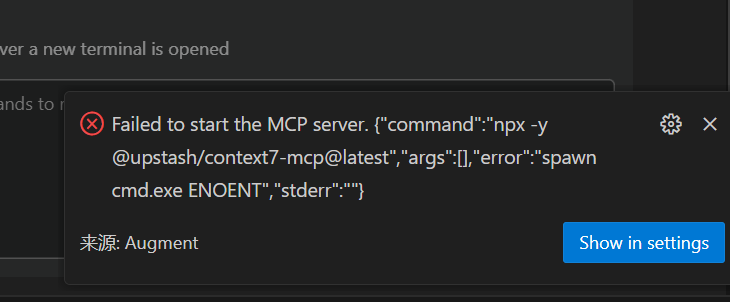 ver a new terminal is opened
ands to r
Failed to start the MCP server. {"command":"npx -y
@upstash/context7-mcp@latest","args":[],"error":"spawn
cmd.exe ENOENT","stderr":""}
来源: Augment
Show in settings